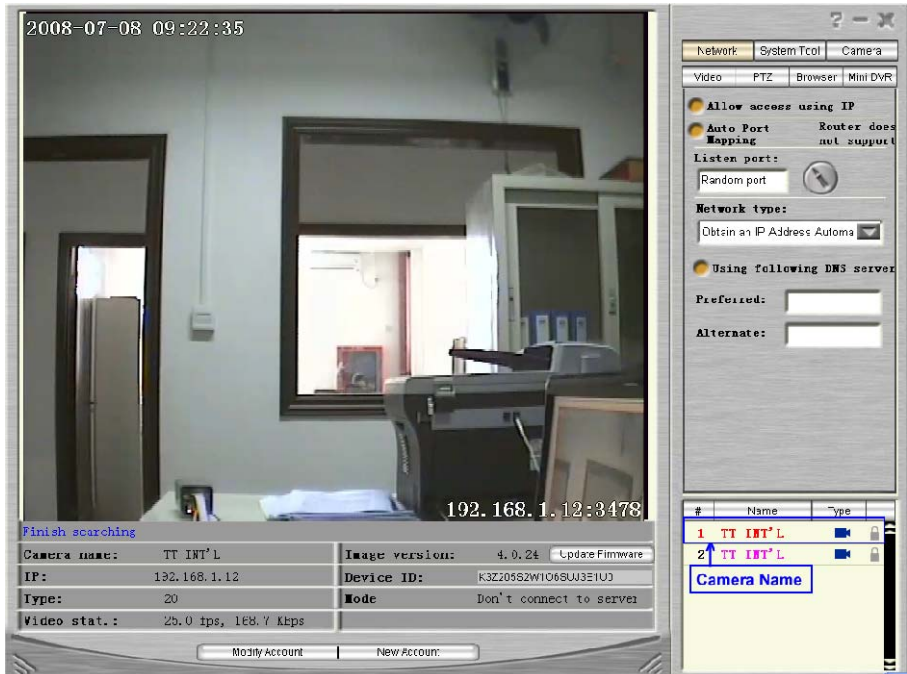 2008-07-08 09:22:35
192.168.1.12:3478
Finish searching
Camera name: TT INT'L
Image version: 4.0.24 Update Firmware
IP: 192.168.1.12
Device ID:
Type: 20
Mode Don't connect to server
Video stat.: 25.0 fps, 168.7 Kbps
Modify Account New Account
Network System Tool Camera
Video PTZ Browser Mini DVR
Allow access using IP
Auto Port Mapping
Router does not support
Listen port:
Random port
Network type:
Obtain an IP Address Automa
Using following DNS server
Preferred:
Alternate:
# Name Type
1 TT INT'L
2 TT INT'L
Camera Name